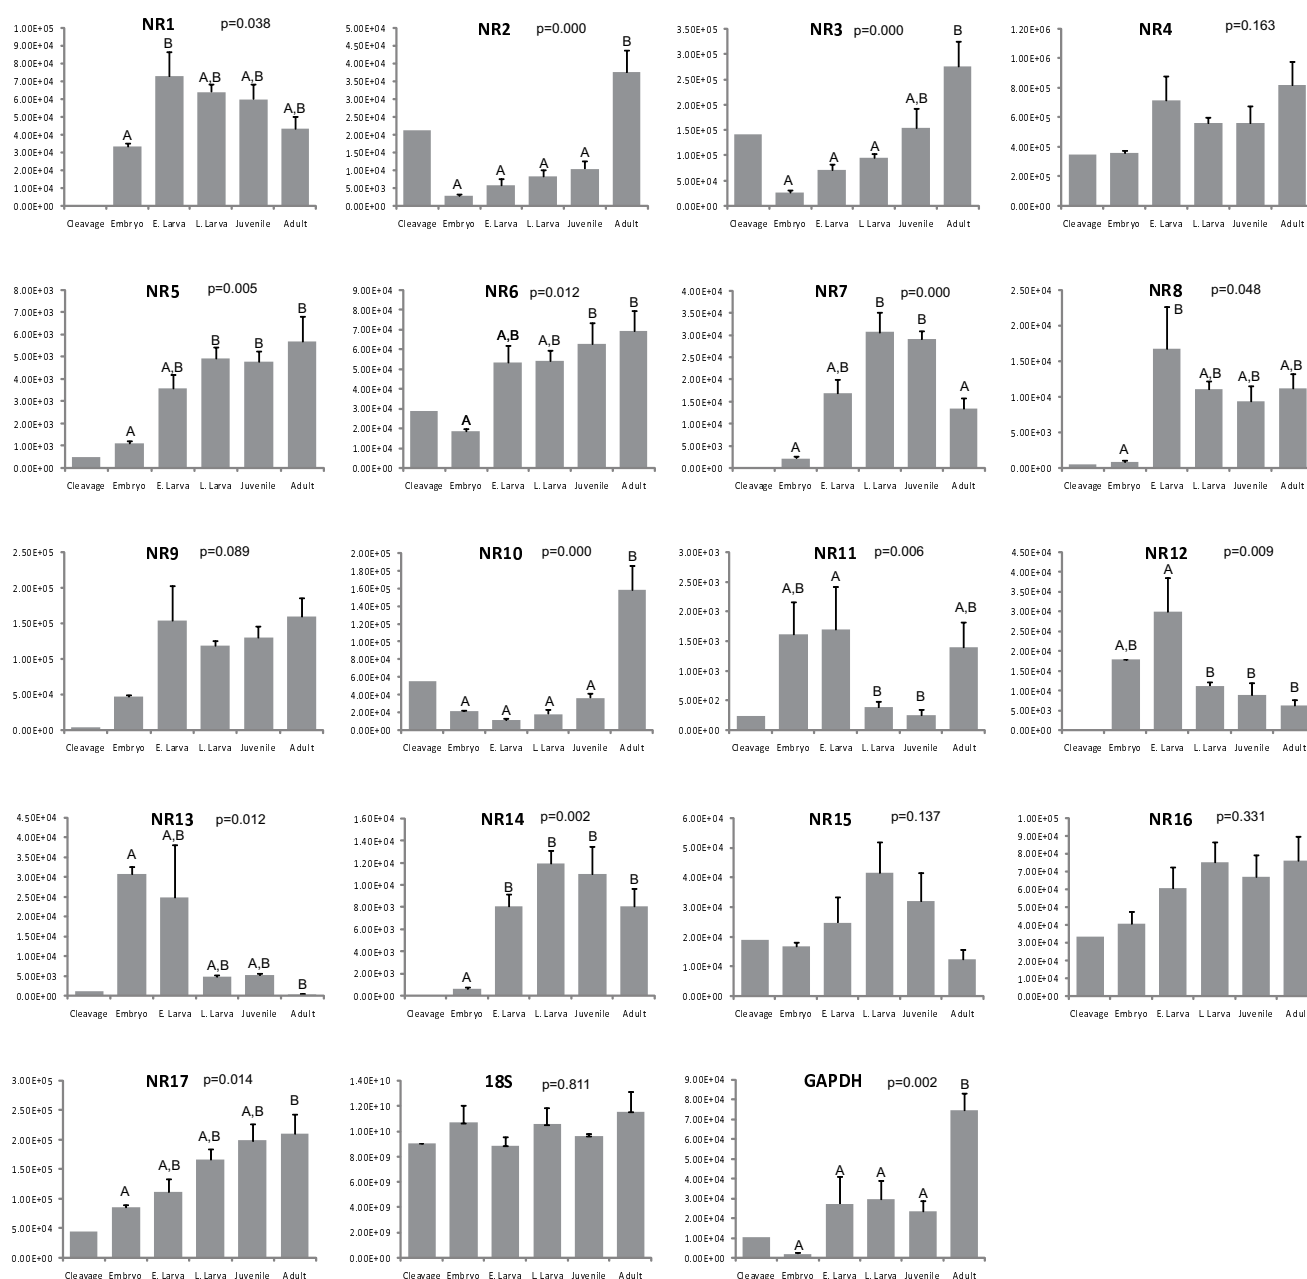 NR1 p=0.038
1.00E+05
9.00E+04
8.00E+04
7.00E+04
6.00E+04
5.00E+04
4.00E+04
3.00E+04
2.00E+04
1.00E+04
0.00E+00
A B A,B A,B A,B
Cleavage Embryo E. Larva L. Larva Juvenile Adult
NR2 p=0.000
5.00E+04
4.50E+04
4.00E+04
3.50E+04
3.00E+04
2.50E+04
2.00E+04
1.50E+04
1.00E+04
5.00E+03
0.00E+00
A A A A B
Cleavage Embryo E. Larva L. Larva Juvenile Adult
NR3 p=0.000
3.50E+05
3.00E+05
2.50E+05
2.00E+05
1.50E+05
1.00E+05
5.00E+04
0.00E+00
A A A A,B B
Cleavage Embryo E. Larva L. Larva Juvenile Adult
NR4 p=0.163
1.20E+06
1.00E+06
8.00E+05
6.00E+05
4.00E+05
2.00E+05
0.00E+00
Cleavage Embryo E. Larva L. Larva Juvenile Adult
NR5 p=0.005
8.00E+03
7.00E+03
6.00E+03
5.00E+03
4.00E+03
3.00E+03
2.00E+03
1.00E+03
0.00E+00
A A,B B B B
Cleavage Embryo E. Larva L. Larva Juvenile Adult
NR6 p=0.012
9.00E+04
8.00E+04
7.00E+04
6.00E+04
5.00E+04
4.00E+04
3.00E+04
2.00E+04
1.00E+04
0.00E+00
A A,B A,B B B
Cleavage Embryo E. Larva L. Larva Juvenile Adult
NR7 p=0.000
4.00E+04
3.50E+04
3.00E+04
2.50E+04
2.00E+04
1.50E+04
1.00E+04
5.00E+03
0.00E+00
A A,B B B A
Cleavage Embryo E. Larva L. Larva Juvenile Adult
NR8 p=0.048
2.50E+04
2.00E+04
1.50E+04
1.00E+04
5.00E+03
0.00E+00
A B A,B A,B A,B
Cleavage Embryo E. Larva L. Larva Juvenile Adult
NR9 p=0.089
2.50E+05
2.00E+05
1.50E+05
1.00E+05
5.00E+04
0.00E+00
Cleavage Embryo E. Larva L. Larva Juvenile Adult
NR10 p=0.000
2.00E+05
1.80E+05
1.60E+05
1.40E+05
1.20E+05
1.00E+05
8.00E+04
6.00E+04
4.00E+04
2.00E+04
0.00E+00
A A A A B
Cleavage Embryo E. Larva L. Larva Juvenile Adult
NR11 p=0.006
3.00E+03
2.50E+03
2.00E+03
1.50E+03
1.00E+03
5.00E+02
0.00E+00
A,B A B B A,B
Cleavage Embryo E. Larva L. Larva Juvenile Adult
NR12 p=0.009
4.50E+04
4.00E+04
3.50E+04
3.00E+04
2.50E+04
2.00E+04
1.50E+04
1.00E+04
5.00E+03
0.00E+00
A,B A B B B
Cleavage Embryo E. Larva L. Larva Juvenile Adult
NR13 p=0.012
4.50E+04
4.00E+04
3.50E+04
3.00E+04
2.50E+04
2.00E+04
1.50E+04
1.00E+04
5.00E+03
0.00E+00
A A,B A,B A,B B
Cleavage Embryo E. Larva L. Larva Juvenile Adult
NR14 p=0.002
1.60E+04
1.40E+04
1.20E+04
1.00E+04
8.00E+03
6.00E+03
4.00E+03
2.00E+03
0.00E+00
A B B B B
Cleavage Embryo E. Larva L. Larva Juvenile Adult
NR15 p=0.137
6.00E+04
5.00E+04
4.00E+04
3.00E+04
2.00E+04
1.00E+04
0.00E+00
Cleavage Embryo E. Larva L. Larva Juvenile Adult
NR16 p=0.331
1.00E+05
9.00E+04
8.00E+04
7.00E+04
6.00E+04
5.00E+04
4.00E+04
3.00E+04
2.00E+04
1.00E+04
0.00E+00
Cleavage Embryo E. Larva L. Larva Juvenile Adul
NR17 p=0.014
3.00E+05
2.50E+05
2.00E+05
1.50E+05
1.00E+05
5.00E+04
0.00E+00
A A,B A,B A,B B
Cleavage Embryo E. Larva L. Larva Juvenile Adult
18S p=0.811
1.40E+10
1.20E+10
1.00E+10
8.00E+09
6.00E+09
4.00E+09
2.00E+09
0.00E+00
Cleavage Embryo E. Larva L. Larva Juvenile Adult
GAPDH p=0.002
9.00E+04
8.00E+04
7.00E+04
6.00E+04
5.00E+04
4.00E+04
3.00E+04
2.00E+04
1.00E+04
0.00E+00
A A A A B
Cleavage Embryo E. Larva L. Larva Juvenile Adult